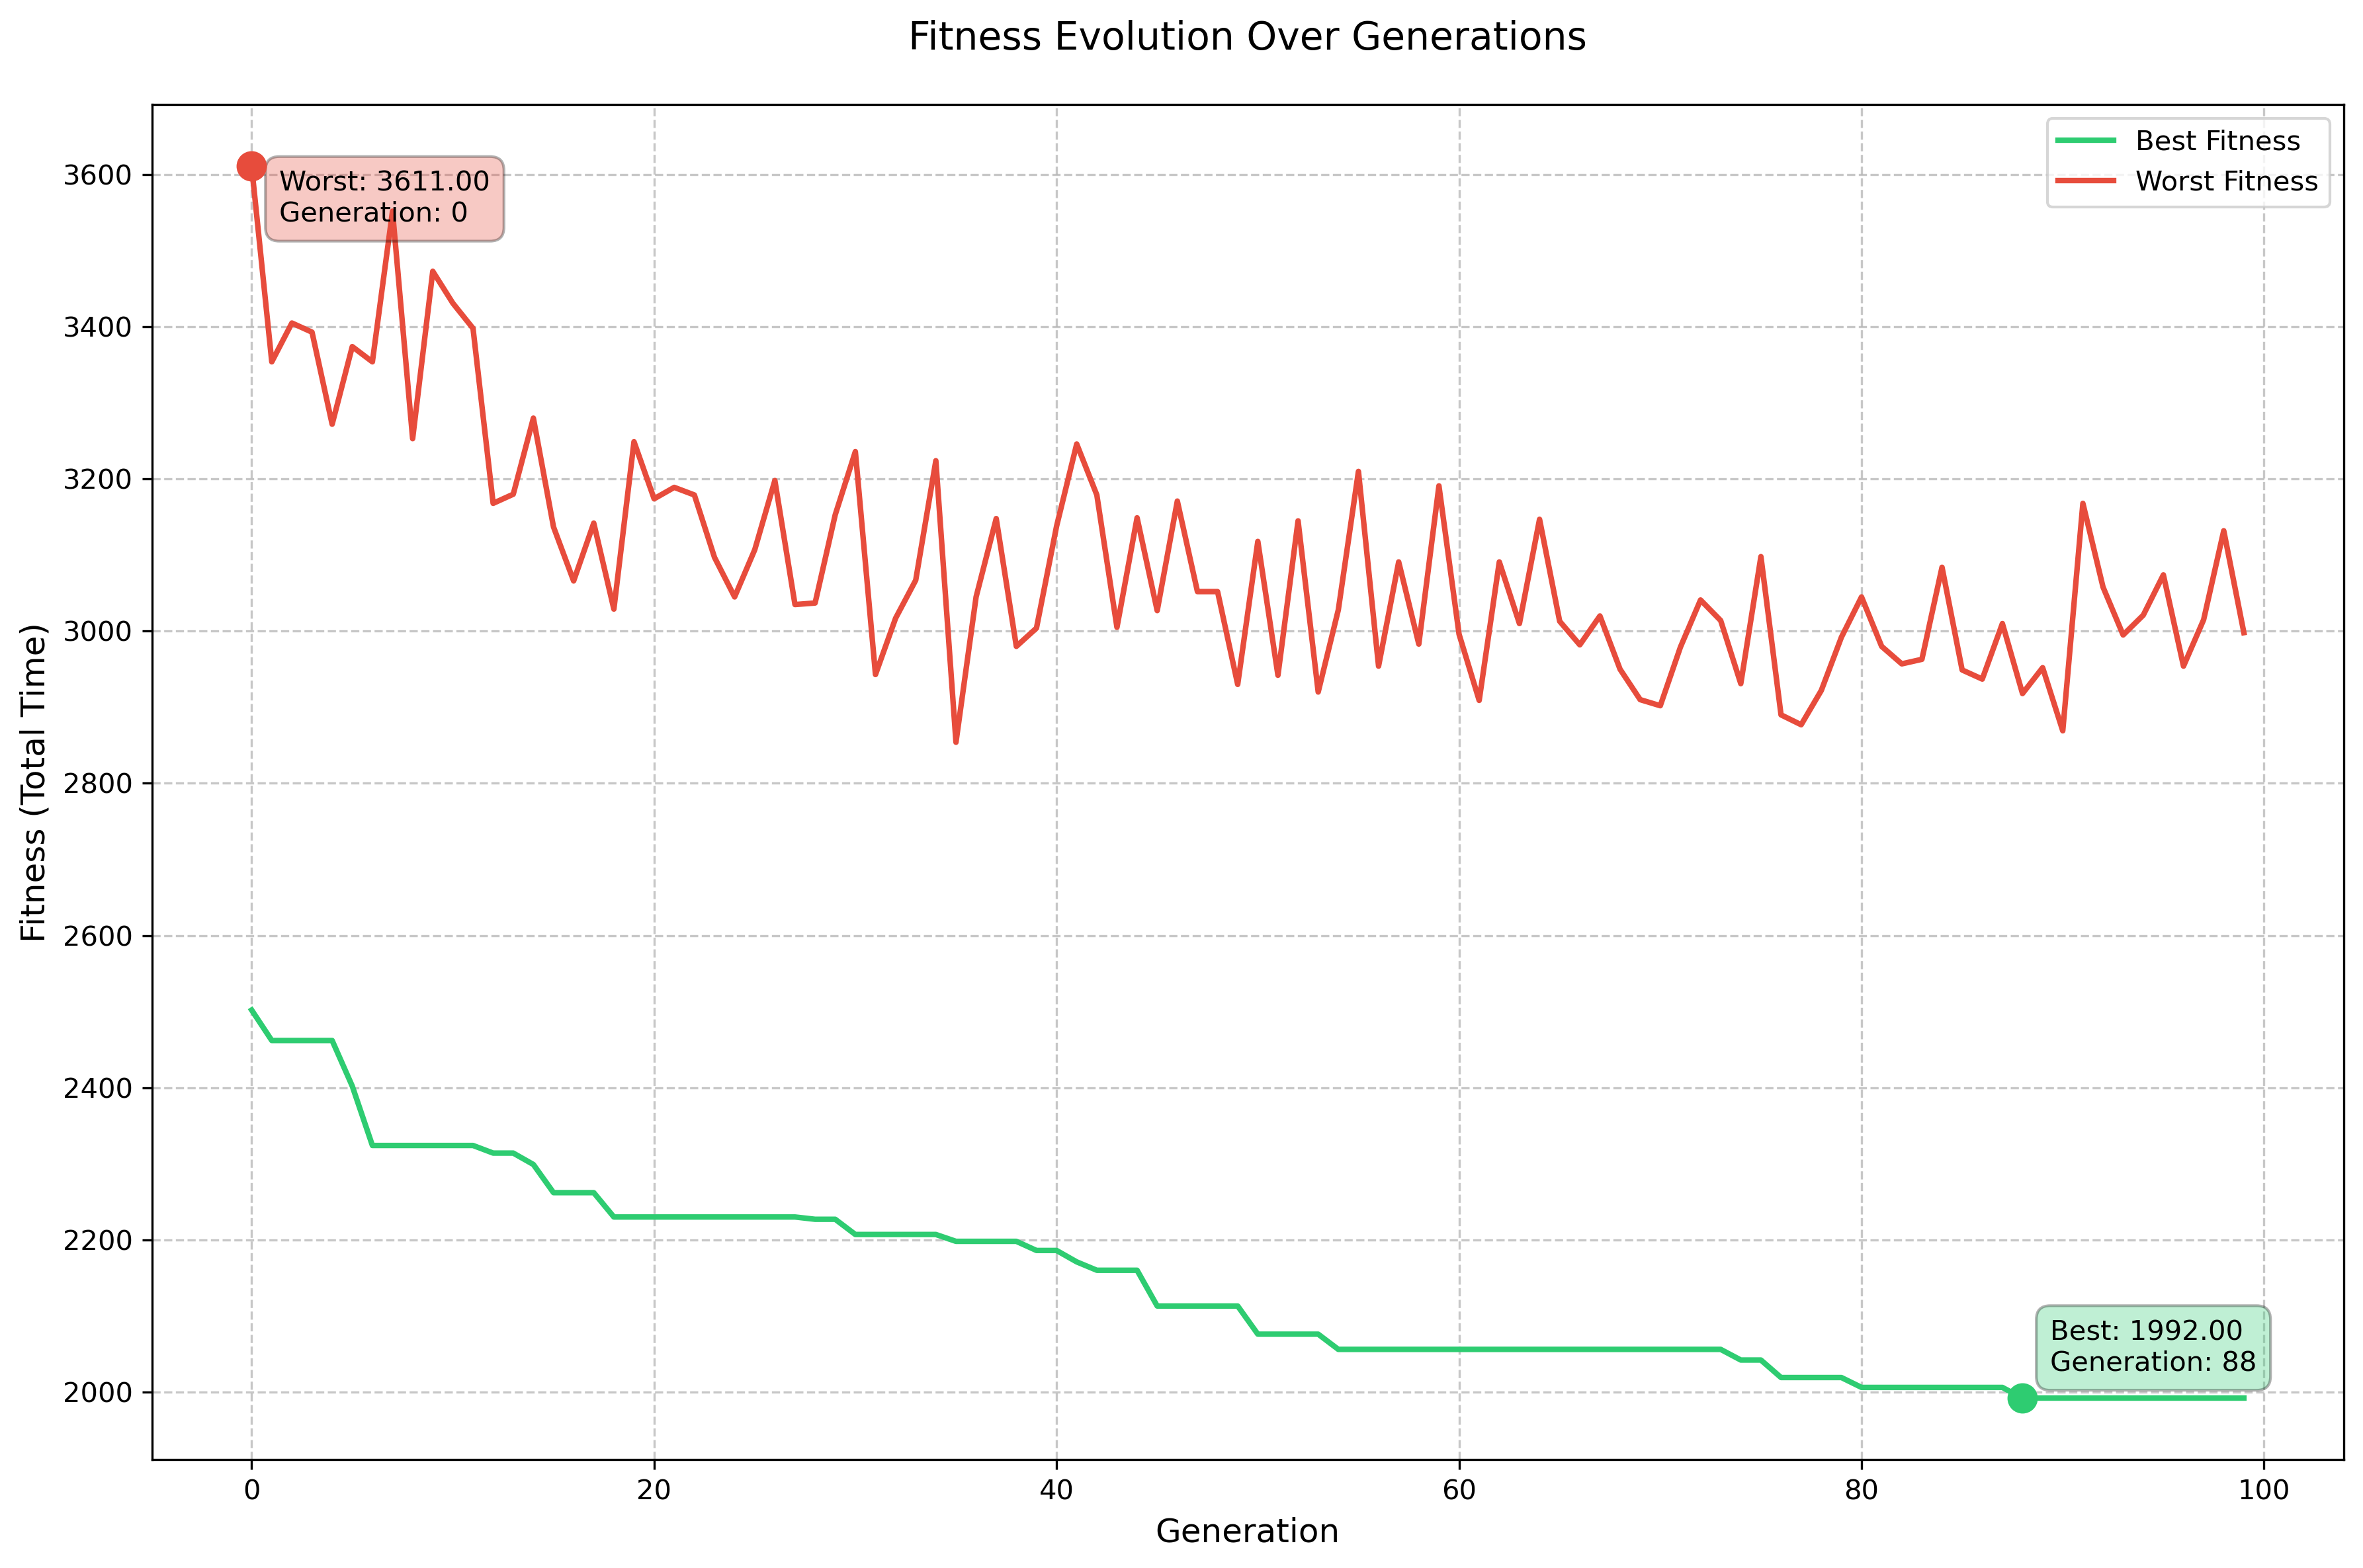 Fitness Evolution Over Generations
Best Fitness
Worst Fitness
Worst: 3611.00
Generation: 0
3600
3400
3200
3000
2800
2600
2400
2200
2000
Fitness (Total Time)
Best: 1992.00
Generation: 88
0 20 40 60 80 100
Generation